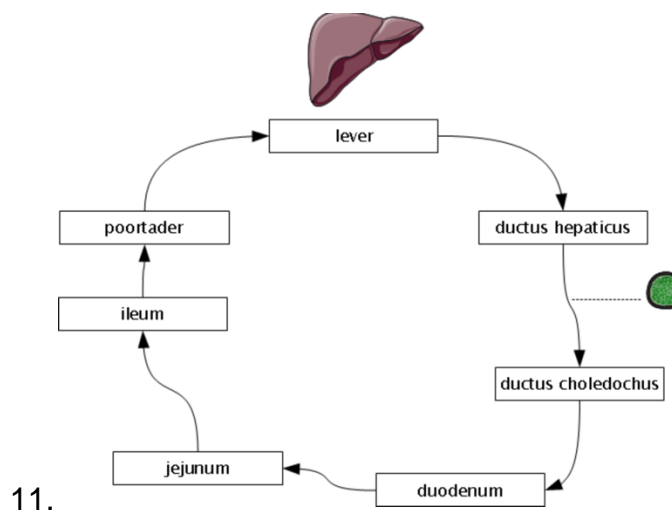 lever
ductus hepaticus
ductus choledochus
duodenum
jejunum
ileum
poortader
11.